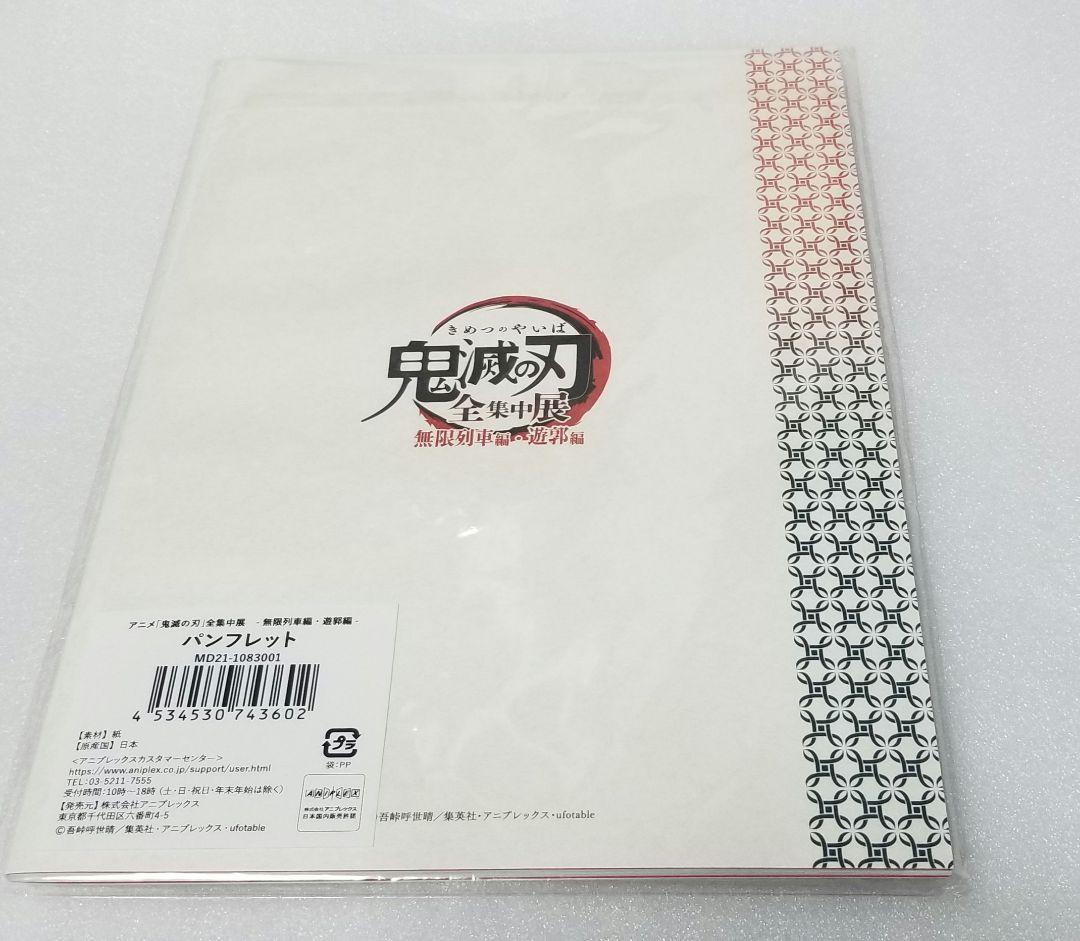 きめつのやいば
鬼滅の刃
全集中展
無限列車編・遊郭編
アニメ「鬼滅の刃」全集中展 - 無限列車編・遊郭編 -
パンフレット
MD21-1083001
4 534530 743602
【素材】紙
【原産国】日本
プラ
袋:PP
<アニプレックスカスタマーセンター>
https://www.aniplex.co.jp/support/user.html
TEL:03-5211-7555
受付時間:10時～18時(土・日・祝日・年末年始は除く)
【発売元】株式会社アニプレックス
東京都千代田区六番町4-5
©吾峠呼世晴／集英社・アニプレックス・ufotable
ANIPLEX
株式会社アニプレックス
日本国内販売許諾
吾峠呼世晴／集英社・アニプレックス・ufotable